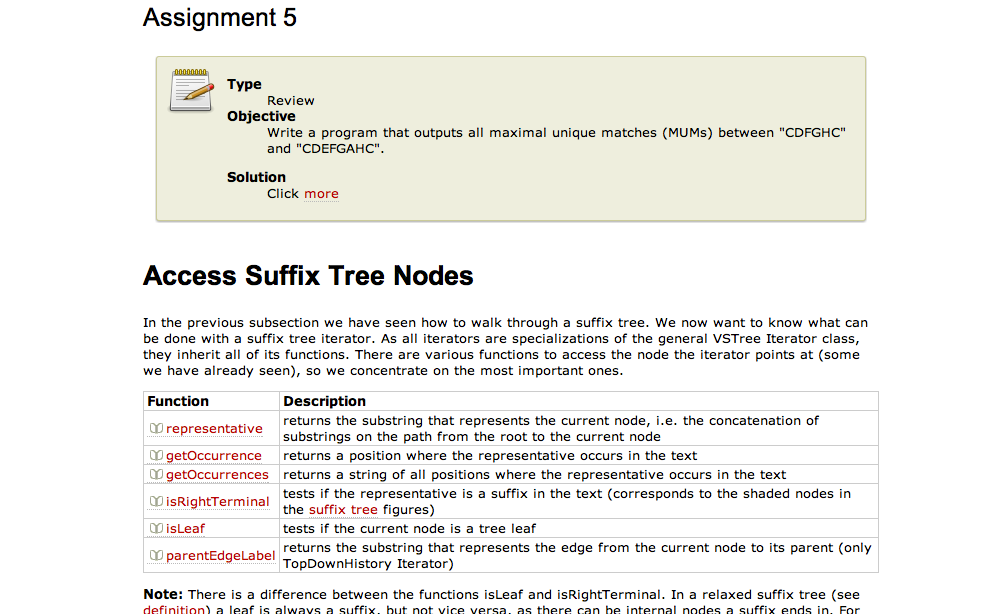 Assignment 5
Type
Review
Objective
Write a program that outputs all maximal unique matches (MUMs) between "CDFGHC"
and "CDEFGAHC".
Solution
Click more
Access Suffix Tree Nodes
In the previous subsection we have seen how to walk through a suffix tree. We now want to know what can
be done with a suffix tree iterator. As all iterators are specializations of the general VSTree Iterator class,
they inherit all of its functions. There are various functions to access the node the iterator points at (some
we have already seen), so we concentrate on the most important ones.
Function Description
representative returns the substring that represents the current node, i.e. the concatenation of
substrings on the path from the root to the current node
getOccurrence returns a position where the representative occurs in the text
getOccurrences returns a string of all positions where the representative occurs in the text
isRightTerminal tests if the representative is a suffix in the text (corresponds to the shaded nodes in
the suffix tree figures)
isLeaf tests if the current node is a tree leaf
parentEdgeLabel returns the substring that represents the edge from the current node to its parent (only
TopDownHistory Iterator)
Note: There is a difference between the functions isLeaf and isRightTerminal. In a relaxed suffix tree (see
definition) a leaf is always a suffix, but not vice versa, as there can be internal nodes a suffix ends in. For